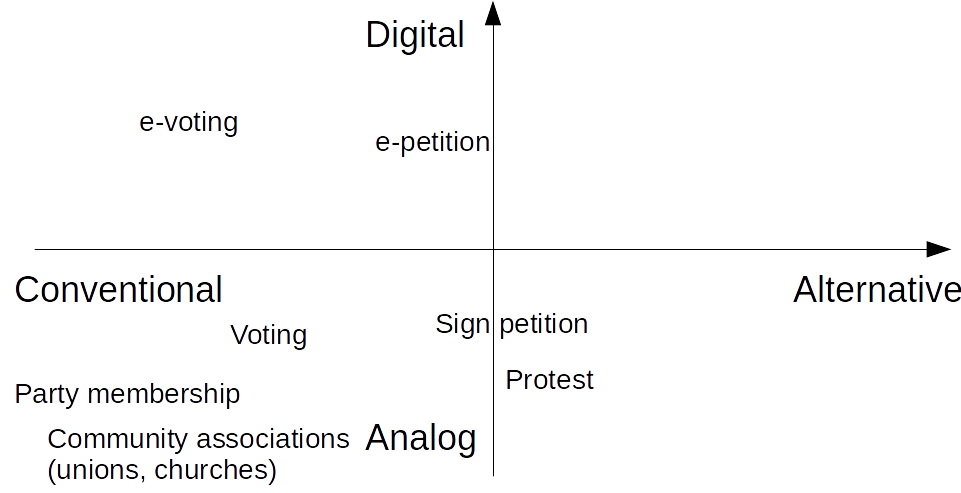 Digital
e-voting
e-petition
Conventional
Alternative
Sign petition
Voting
Protest
Party membership
Community associations
(unions, churches)
Analog